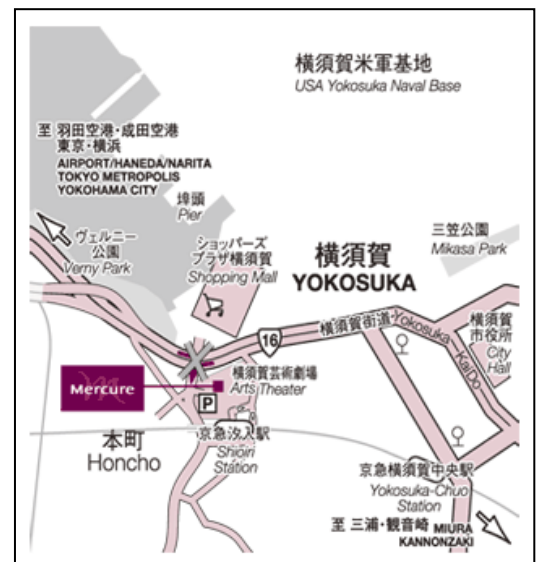 横須賀米軍基地
USA Yokosuka Naval Base
至 羽田空港・成田空港
東京・横浜
AIRPORT/HANEDA/NARITA
TOKYO METROPOLIS
YOKOHAMA CITY
埠頭
Pier
ヴェルニー
公園
Verny Park
ショッパーズ
プラザ横須賀
Shopping Mall
横須賀
YOKOSUKA
三笠公園
Mikasa Park
16
横須賀街道 Yokosuka KaiDo
横須賀
市役所
City
Hall
Mercure
横須賀芸術劇場
Arts Theater
P
本町
Honcho
京急汐入駅
Shioiri
Station
京急横須賀中央駅
Yokosuka-Chuo
Station
至 三浦・観音崎 MIURA
KANNONZAKI